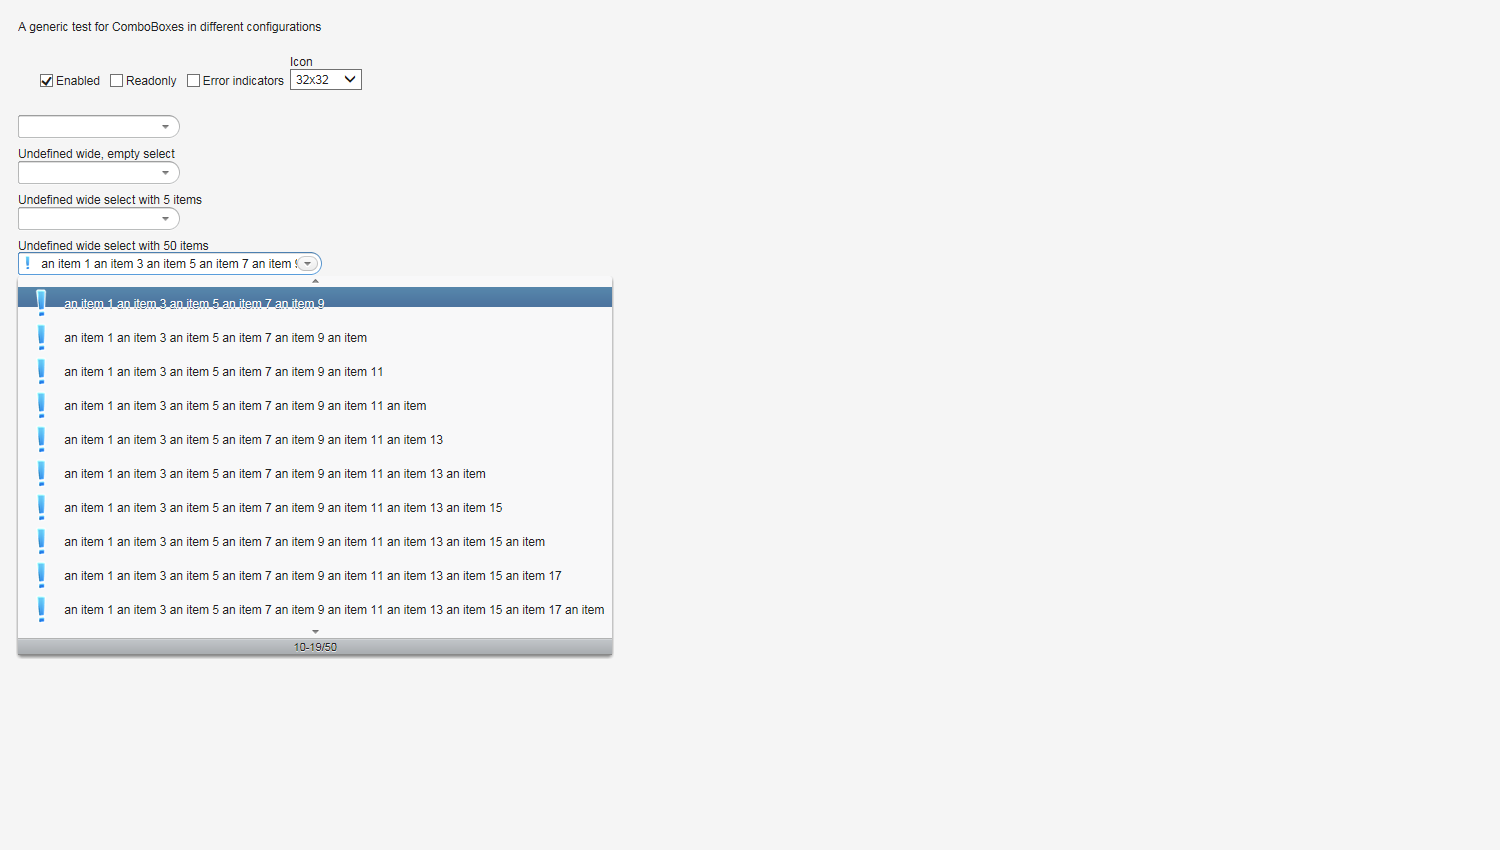 A generic test for ComboBoxes in different configurations
Icon
Enabled Readonly Error indicators 32x32
Undefined wide, empty select
Undefined wide select with 5 items
Undefined wide select with 50 items
an item 1 an item 3 an item 5 an item 7 an item 9
an item 1 an item 3 an item 5 an item 7 an item 9
an item 1 an item 3 an item 5 an item 7 an item 9 an item
an item 1 an item 3 an item 5 an item 7 an item 9 an item 11
an item 1 an item 3 an item 5 an item 7 an item 9 an item 11 an item
an item 1 an item 3 an item 5 an item 7 an item 9 an item 11 an item 13
an item 1 an item 3 an item 5 an item 7 an item 9 an item 11 an item 13 an item
an item 1 an item 3 an item 5 an item 7 an item 9 an item 11 an item 13 an item 15
an item 1 an item 3 an item 5 an item 7 an item 9 an item 11 an item 13 an item 15 an item
an item 1 an item 3 an item 5 an item 7 an item 9 an item 11 an item 13 an item 15 an item 17
an item 1 an item 3 an item 5 an item 7 an item 9 an item 11 an item 13 an item 15 an item 17 an item
10-19/50